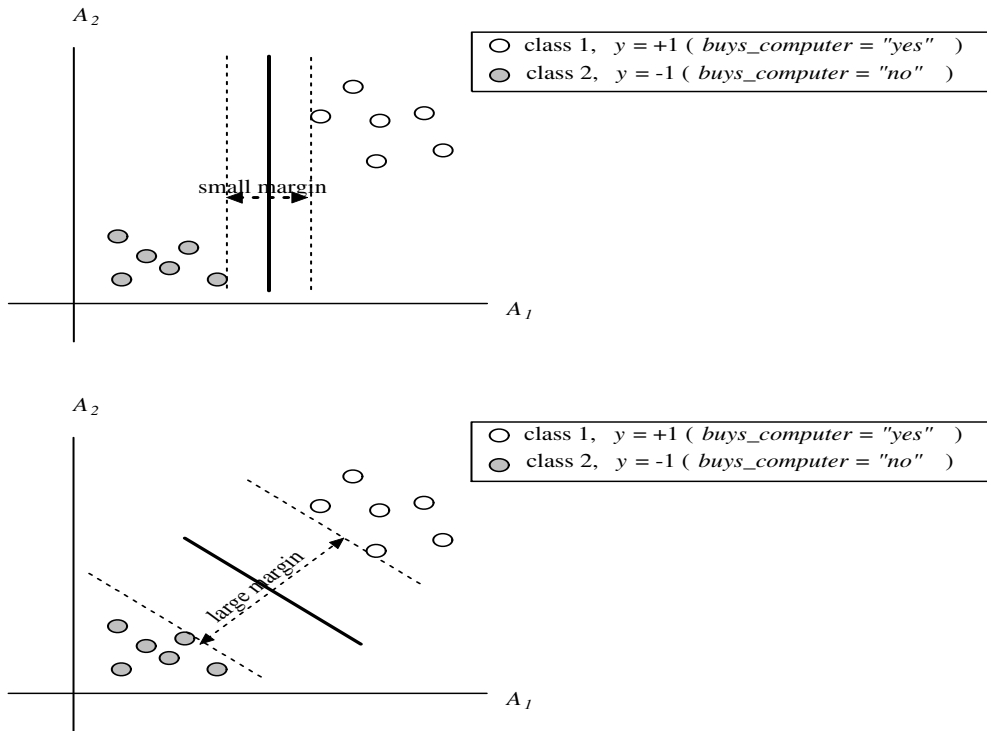 A2
class 1, y = +1 ( buys_computer = "yes" )
class 2, y = -1 ( buys_computer = "no" )
small margin
A1
A2
class 1, y = +1 ( buys_computer = "yes" )
class 2, y = -1 ( buys_computer = "no" )
large margin
A1